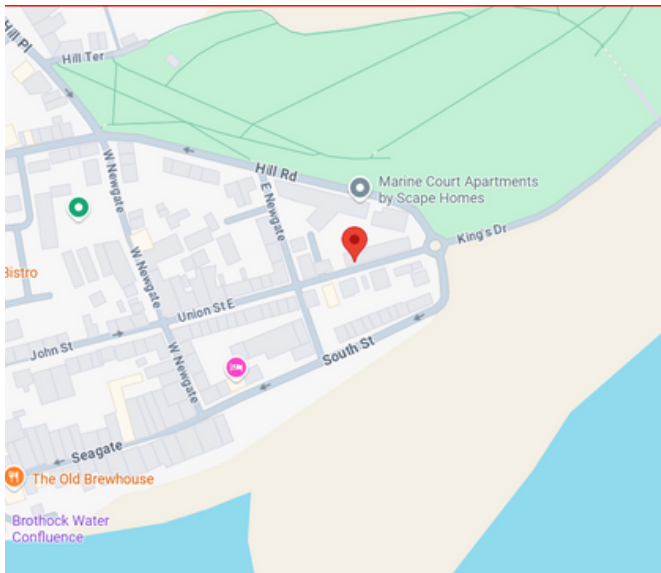 Hill Pl
Hill Ter
W Newgate
Hill Rd
E Newgate
Marine Court Apartments
by Scape Homes
King's Dr
W Newgate
Bistro
Union St E
John St
W Newgate
South St
Seagate
The Old Brewhouse
Brothock Water
Confluence